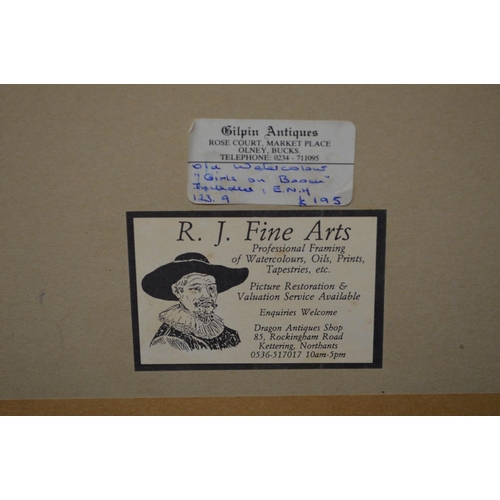 Gilpin Antiques
ROSE COURT, MARKET PLACE
OLNEY, BUCKS.
TELEPHONE: 0234 - 711095
Old Watercolour
"Girls on Beach"
; E.N.H
123.9 £195
R. J. Fine Arts
Professional Framing
of Watercolours, Oils, Prints,
Tapestries, etc.
Picture Restoration &
Valuation Service Available
Enquiries Welcome
Dragon Antiques Shop
85, Rockingham Road
Kettering, Northants
0536-517017 10am-5pm